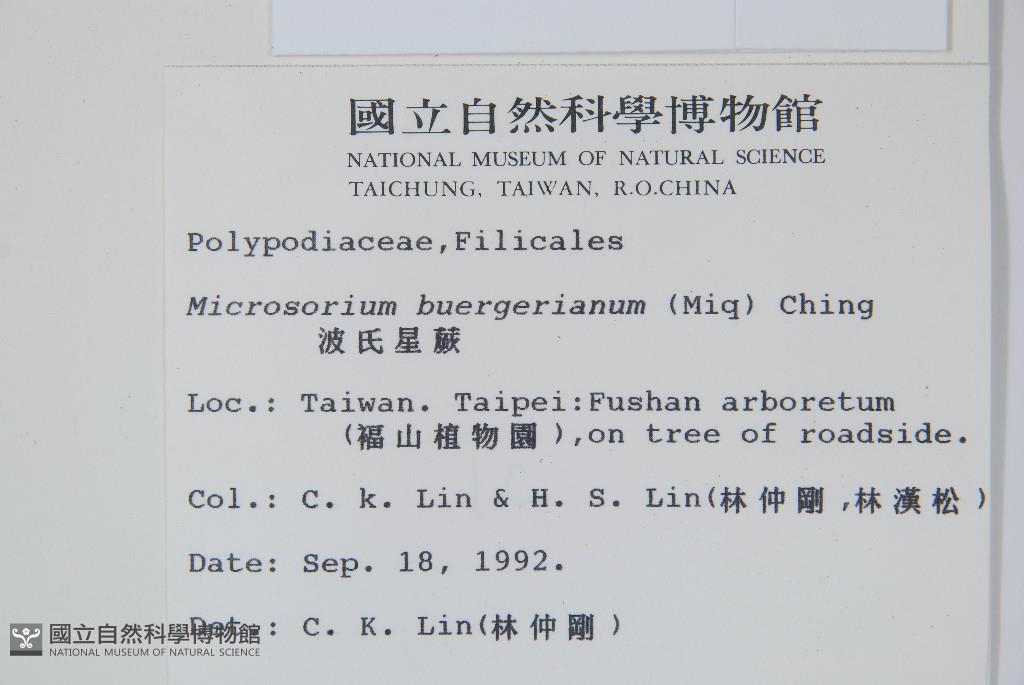 國立自然科學博物館
NATIONAL MUSEUM OF NATURAL SCIENCE
TAICHUNG, TAIWAN, R.O.CHINA
Polypodiaceae,Filicales
Microsorium buergerianum (Miq) Ching
波氏星蕨
Loc.: Taiwan. Taipei:Fushan arboretum
(福山植物園),on tree of roadside.
Col.: C. k. Lin & H. S. Lin(林仲剛,林漢松)
Date: Sep. 18, 1992.
Det.: C. K. Lin(林仲剛)
國立自然科學博物館
NATIONAL MUSEUM OF NATURAL SCIENCE